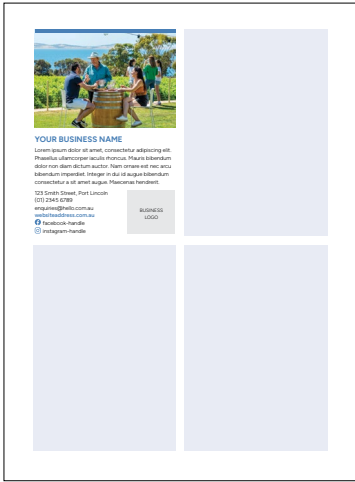 YOUR BUSINESS NAME
Lorem ipsum dolor sit amet, consectetur adipiscing elit.
Phasellus ullamcorper iaculis rhoncus. Mauris bibendum
dolor non diam dictum auctor. Nam ornare est nec arcu
bibendum imperdiet. Integer in dui id augue bibendum
consectetur a sit amet augue. Maecenas hendrerit.
123 Smith Street, Port Lincoln
(01) 2345 6789
enquiries@hello.com.au
websiteaddress.com.au
facebook-handle
instagram-handle
BUSINESS
LOGO